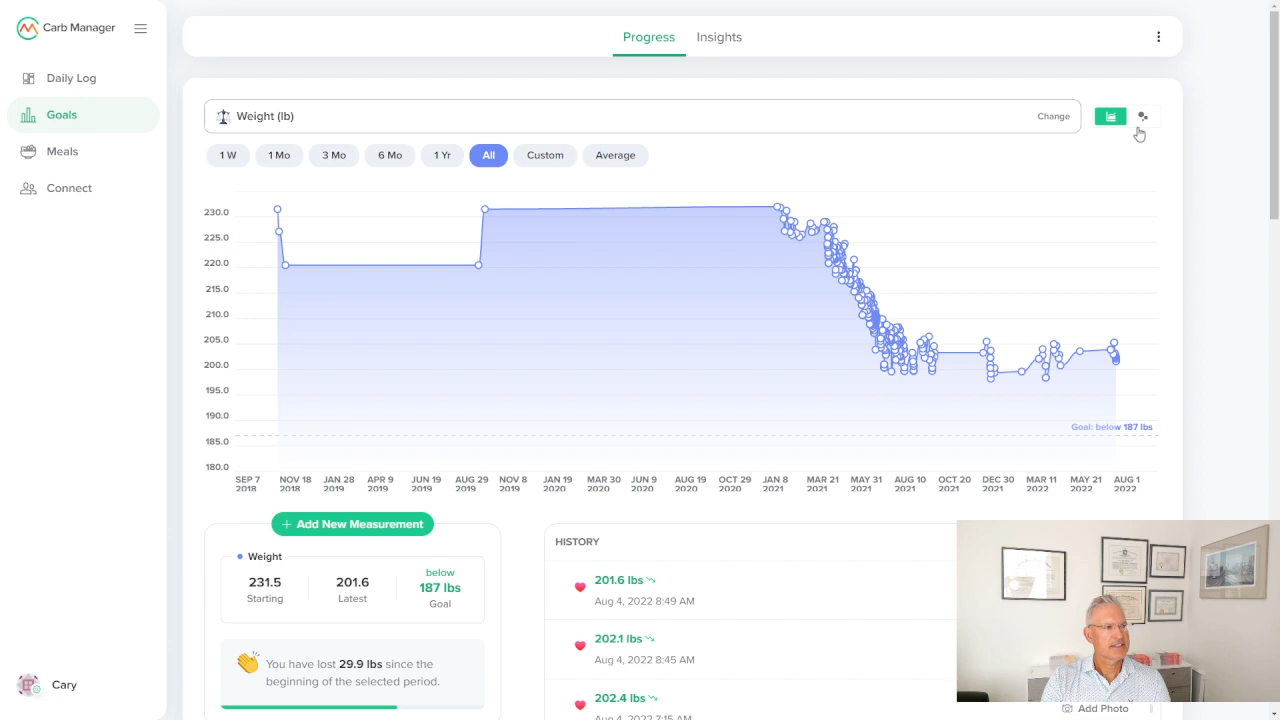 Carb Manager
Daily Log
Goals
Meals
Connect
Cary
Progress Insights
Weight (lb) Change
1 W 1 Mo 3 Mo 6 Mo 1 Yr All Custom Average
230.0
225.0
220.0
215.0
210.0
205.0
200.0
195.0
190.0
185.0
180.0
Goal: below 187 lbs
SEP 7 NOV 18 JAN 28 APR 9 JUN 19 AUG 29 NOV 8 JAN 19 MAR 30 JUN 9 AUG 19 OCT 29 JAN 8 MAR 21 MAY 31 AUG 10 OCT 20 DEC 30 MAR 11 MAY 21 AUG 1
2018 2018 2019 2019 2019 2019 2019 2020 2020 2020 2020 2020 2021 2021 2021 2021 2021 2021 2022 2022 2022
+ Add New Measurement
Weight
231.5 201.6 below
187 lbs
Starting Latest Goal
You have lost 29.9 lbs since the
beginning of the selected period.
HISTORY
201.6 lbs
Aug 4, 2022 8:49 AM
202.1 lbs
Aug 4, 2022 8:45 AM
202.4 lbs
Aug 4, 2022 7:15 AM
Add Photo